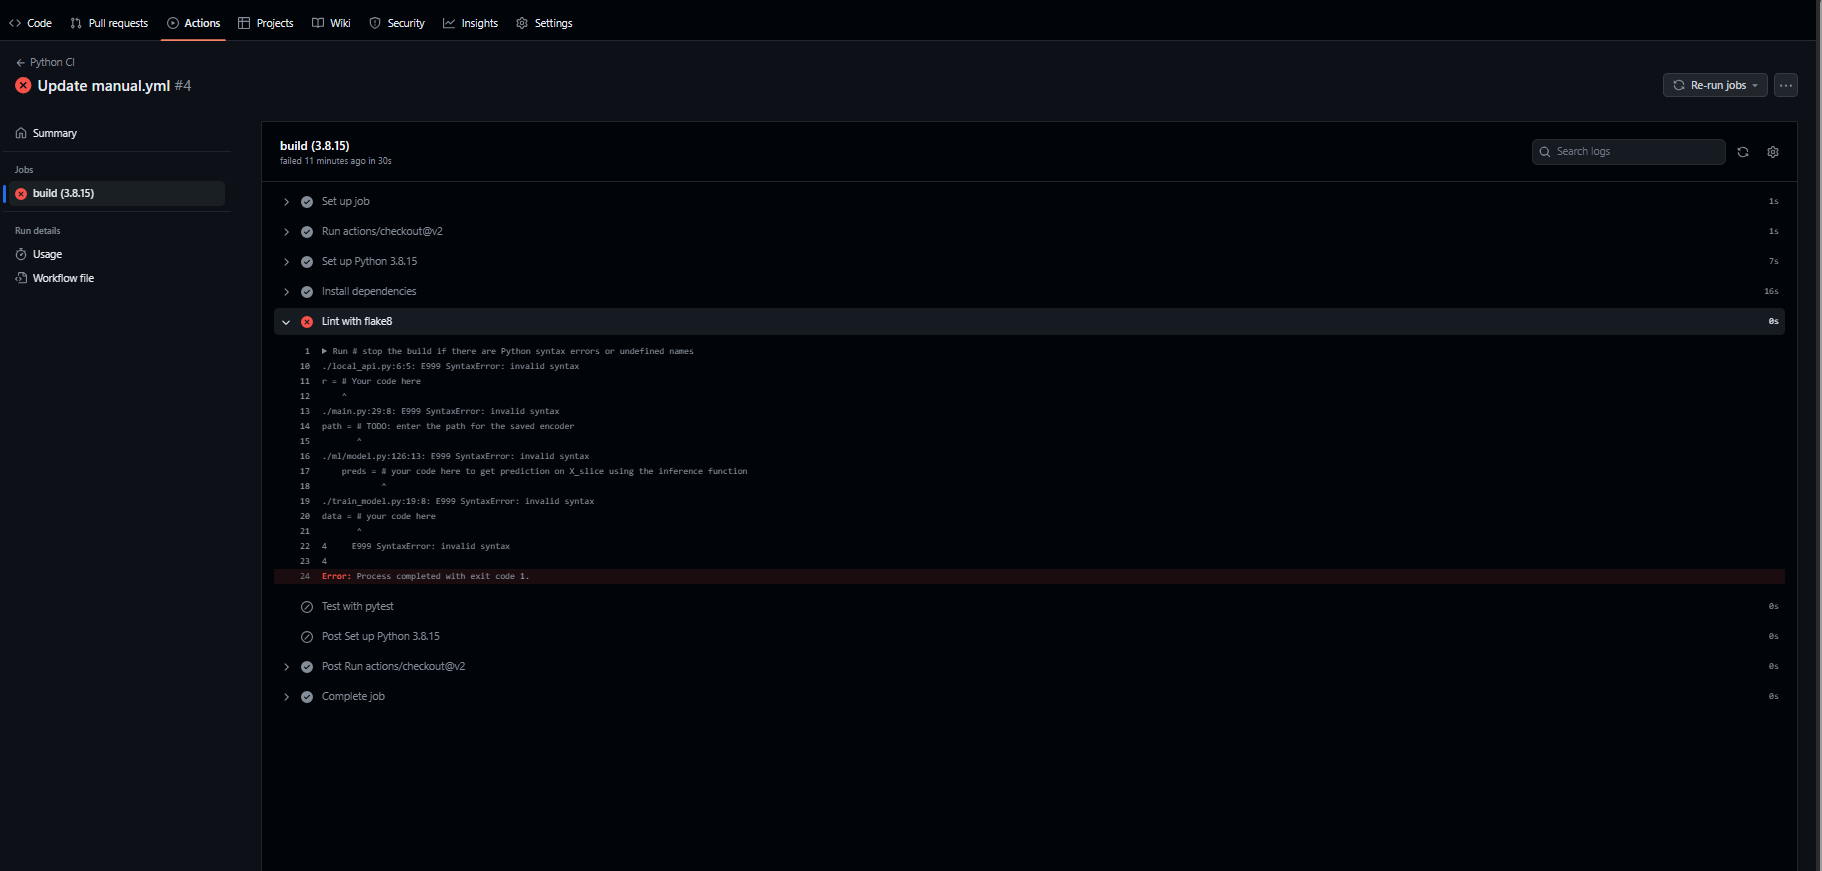 Code Pull requests Actions Projects Wiki Security Insights Settings
Python CI
Update manual.yml #4
Re-run jobs
Summary
Jobs
build (3.8.15)
Run details
Usage
Workflow file
build (3.8.15)
failed 11 minutes ago in 30s
Search logs
Set up job 1s
Run actions/checkout@v2 1s
Set up Python 3.8.15 7s
Install dependencies 16s
Lint with flake8 0s
1 Run # stop the build if there are Python syntax errors or undefined names
10 ./local_api.py:6:5: E999 SyntaxError: invalid syntax
11 r = # Your code here
12 ^
13 ./main.py:29:8: E999 SyntaxError: invalid syntax
14 path = # TODO: enter the path for the saved encoder
15 ^
16 ./ml/model.py:126:13: E999 SyntaxError: invalid syntax
17 preds = # your code here to get prediction on X_slice using the inference function
18 ^
19 ./train_model.py:19:8: E999 SyntaxError: invalid syntax
20 data = # your code here
21 ^
22 4 E999 SyntaxError: invalid syntax
23 4
24 Error: Process completed with exit code 1.
Test with pytest 0s
Post Set up Python 3.8.15 0s
Post Run actions/checkout@v2 0s
Complete job 0s